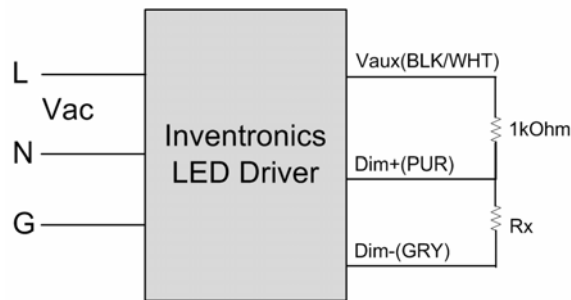 L
Vac
N
G
Inventronics
LED Driver
Vaux(BLK/WHT)
1kOhm
Dim+(PUR)
Rx
Dim-(GRY)